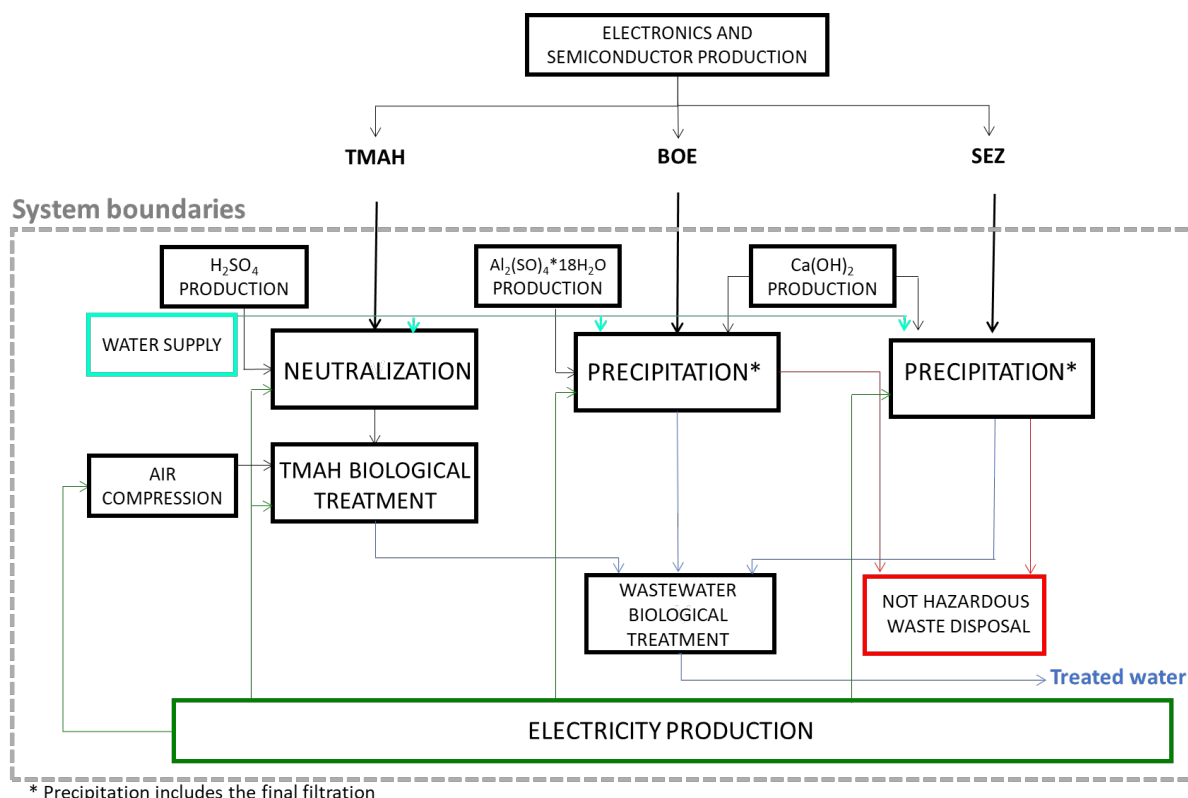 ELECTRONICS AND
SEMICONDUCTOR PRODUCTION
TMAH
BOE
SEZ
System boundaries
H₂SO₄
PRODUCTION
Al₂(SO)₄*18H₂O
PRODUCTION
Ca(OH)₂
PRODUCTION
WATER SUPPLY
NEUTRALIZATION
PRECIPITATION*
PRECIPITATION*
AIR
COMPRESSION
TMAH BIOLOGICAL
TREATMENT
WASTEWATER
BIOLOGICAL
TREATMENT
NOT HAZARDOUS
WASTE DISPOSAL
Treated water
ELECTRICITY PRODUCTION
* Precipitation includes the final filtration